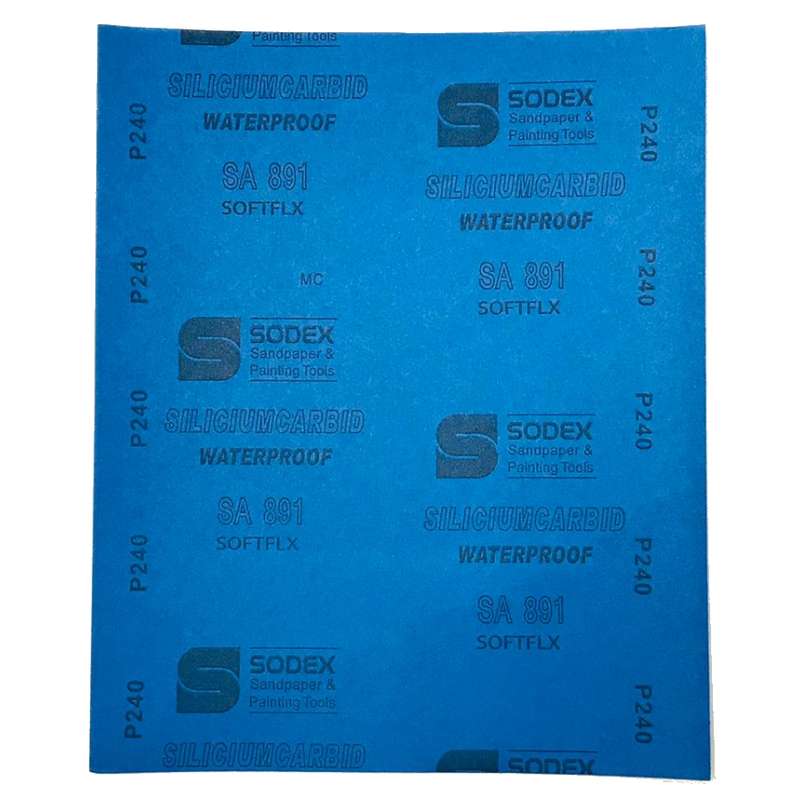 Painting Tools
SILICIUMCARBID
WATERPROOF
SA 891
SOFTFLX
MC
SODEX
Sandpaper &
Painting Tools
SILICIUMCARBID
WATERPROOF
SA 891
SOFTFLX
SODEX
Sandpaper &
Painting Tools
SILICIUMCARBID
SODEX
Sandpaper &
Painting Tools
SILICIUMCARBID
WATERPROOF
SA 891
SOFTFLX
SODEX
Sandpaper &
Painting Tools
SILICIUMCARBID
WATERPROOF
SA 891
SOFTFLX
SODEX
P240
P240
P240
P240
P240
P240
P240
P240
P240
P240